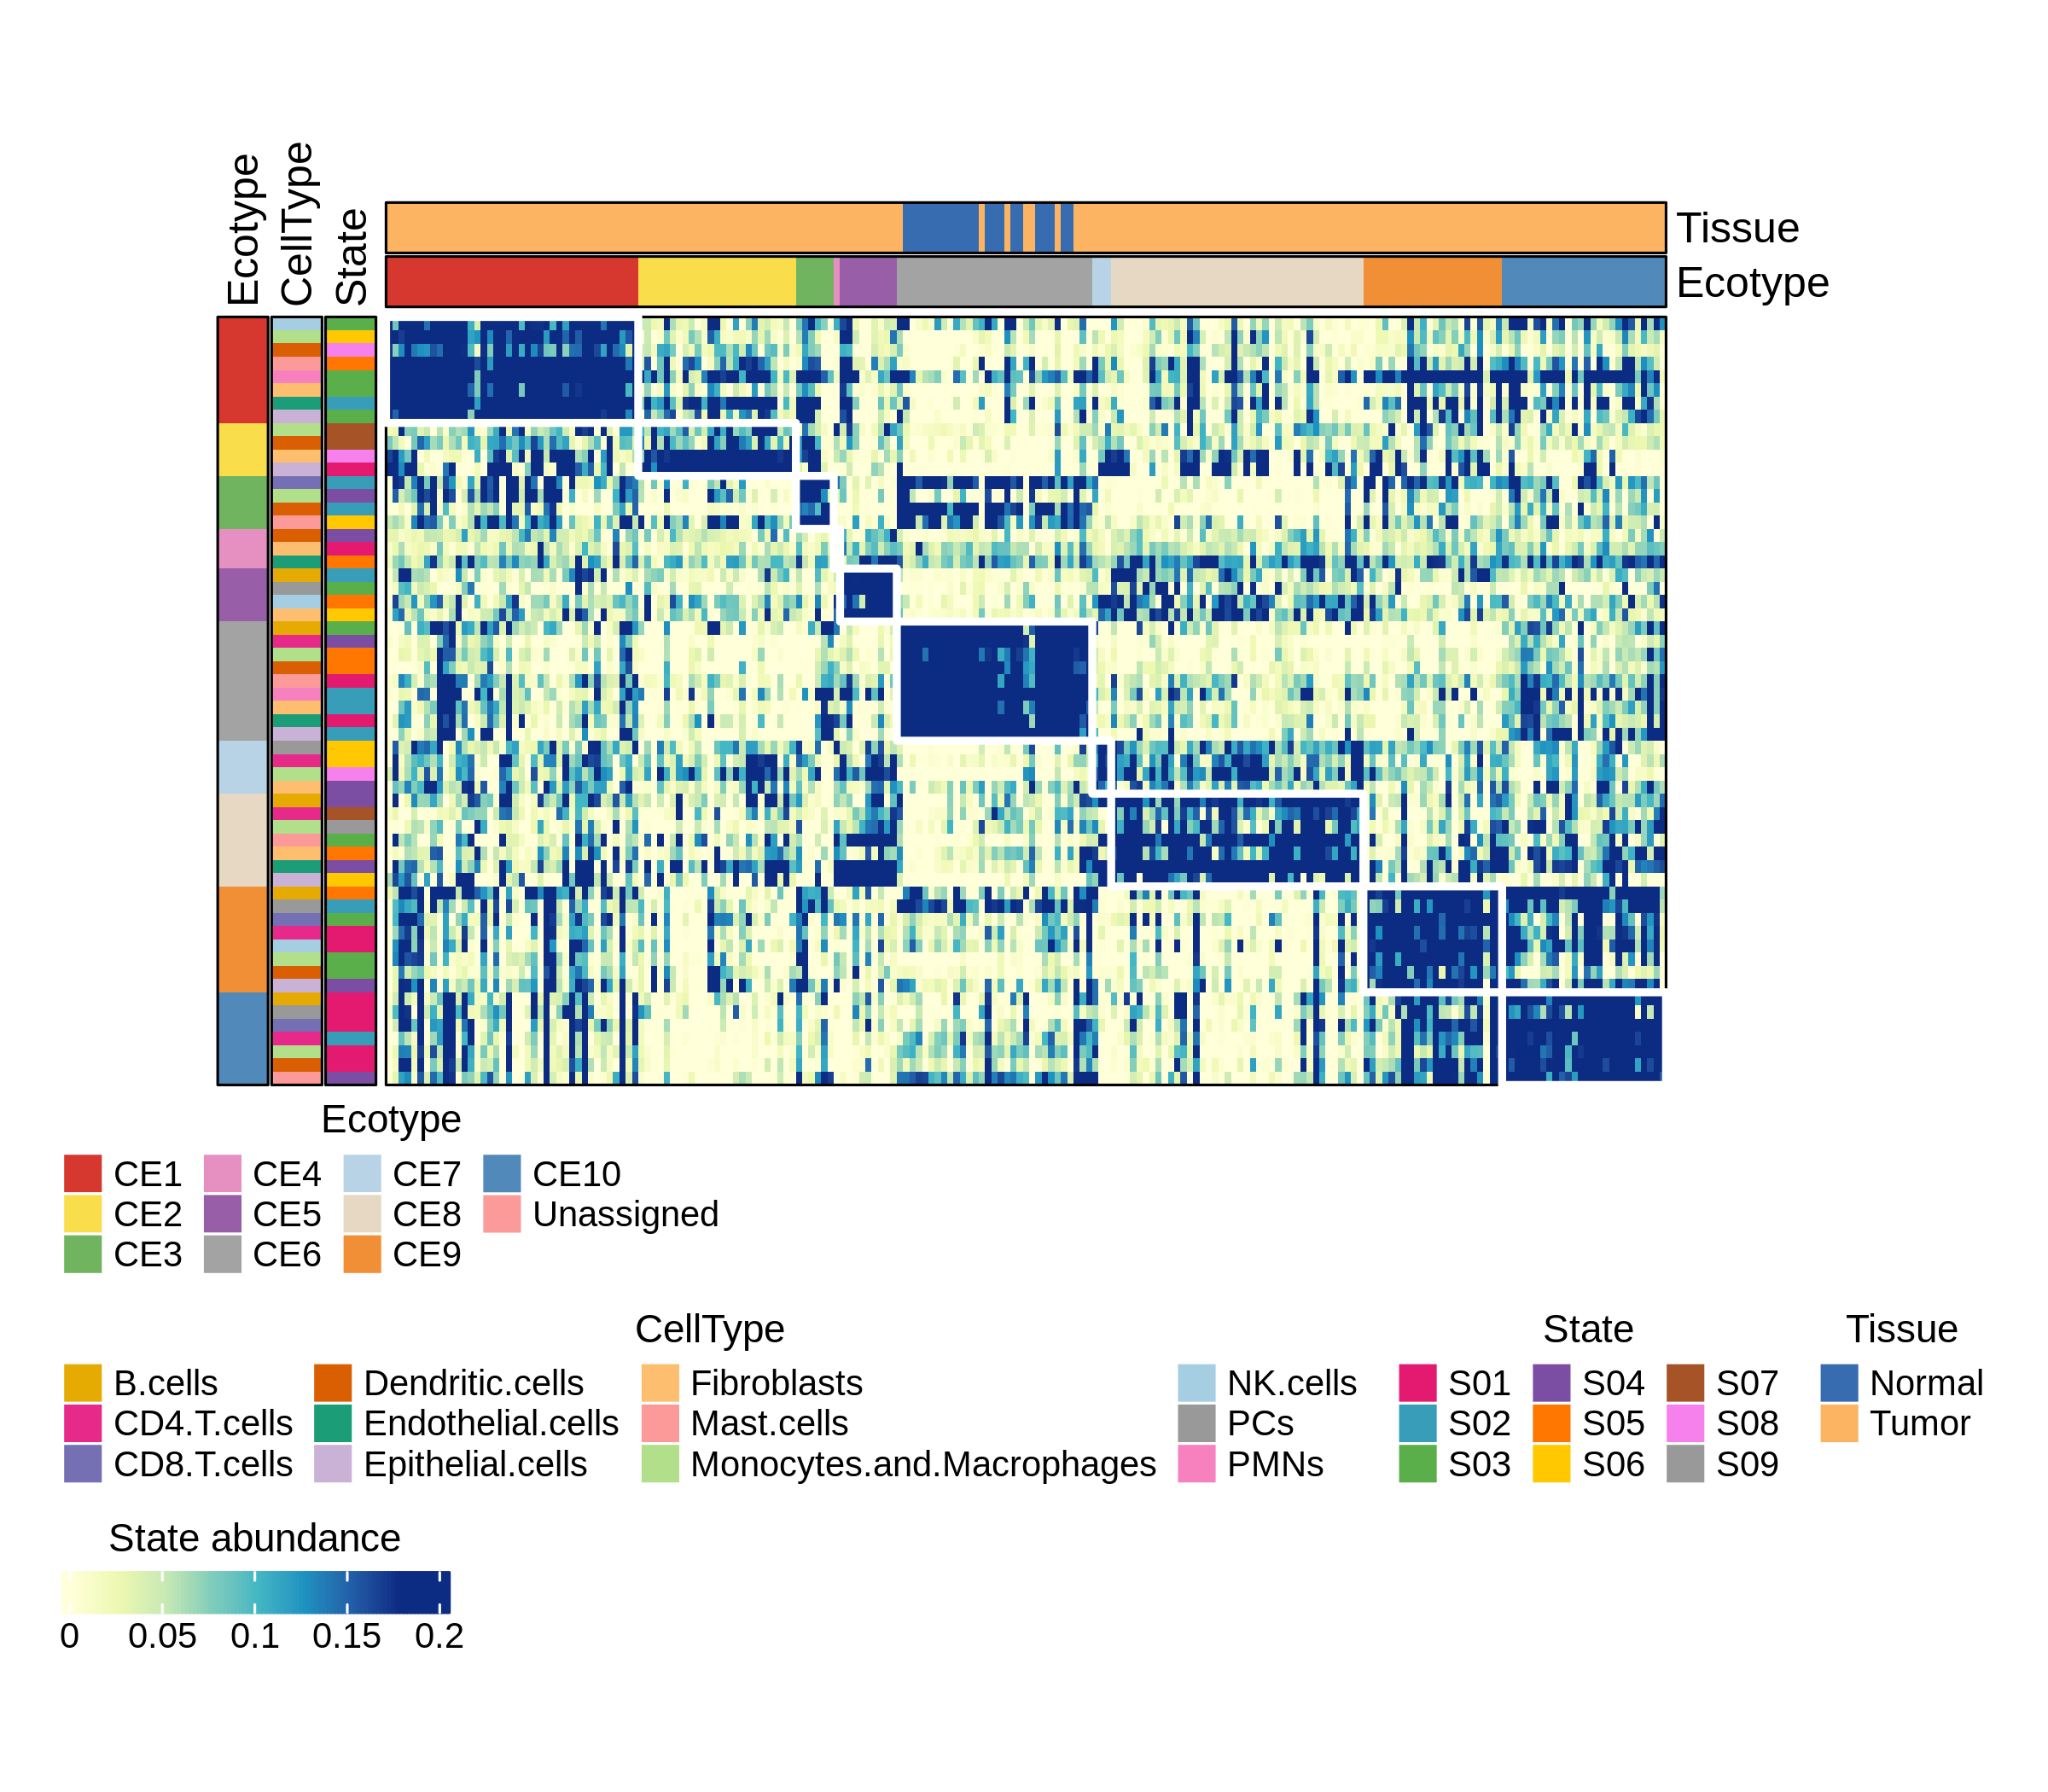 Ecotype
CellType
State
Tissue
Ecotype
Ecotype
CE1 CE4 CE7 CE10
CE2 CE5 CE8 Unassigned
CE3 CE6 CE9
CellType State Tissue
B.cells Dendritic.cells Fibroblasts NK.cells S01 S04 S07 Normal
CD4.T.cells Endothelial.cells Mast.cells PCs S02 S05 S08 Tumor
CD8.T.cells Epithelial.cells Monocytes.and.Macrophages PMNs S03 S06 S09
State abundance
0 0.05 0.1 0.15 0.2